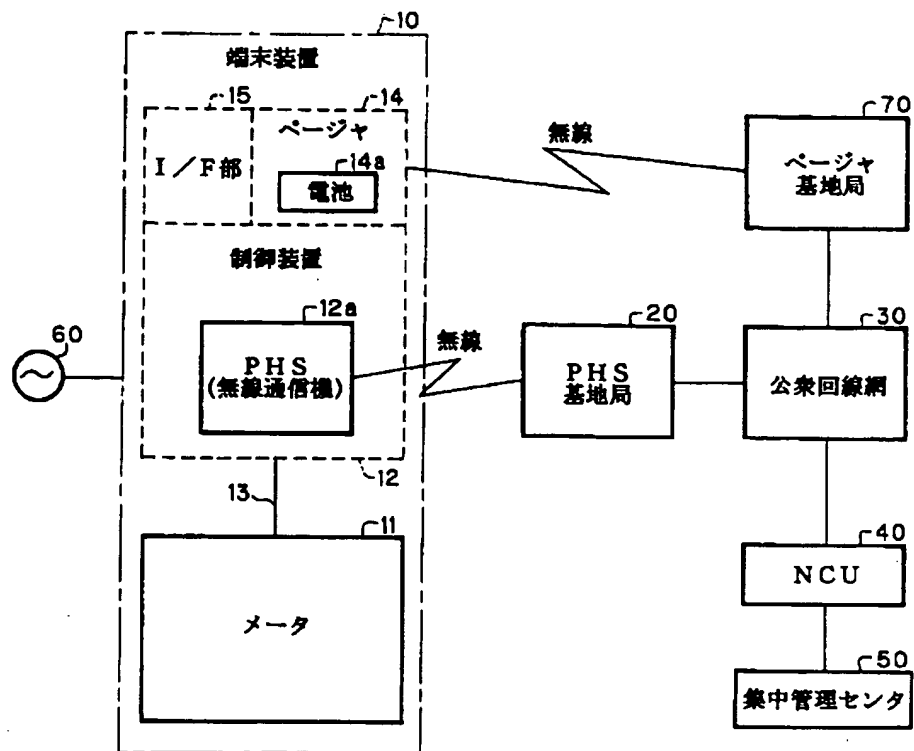 10
端末装置
15
14
ページャ
I/F部
14a
電池
無線
70
ページャ
基地局
制御装置
12a
PHS
(無線通信機)
60
無線
20
PHS
基地局
30
公衆回線網
12
13
11
メータ
40
NCU
50
集中管理センタ